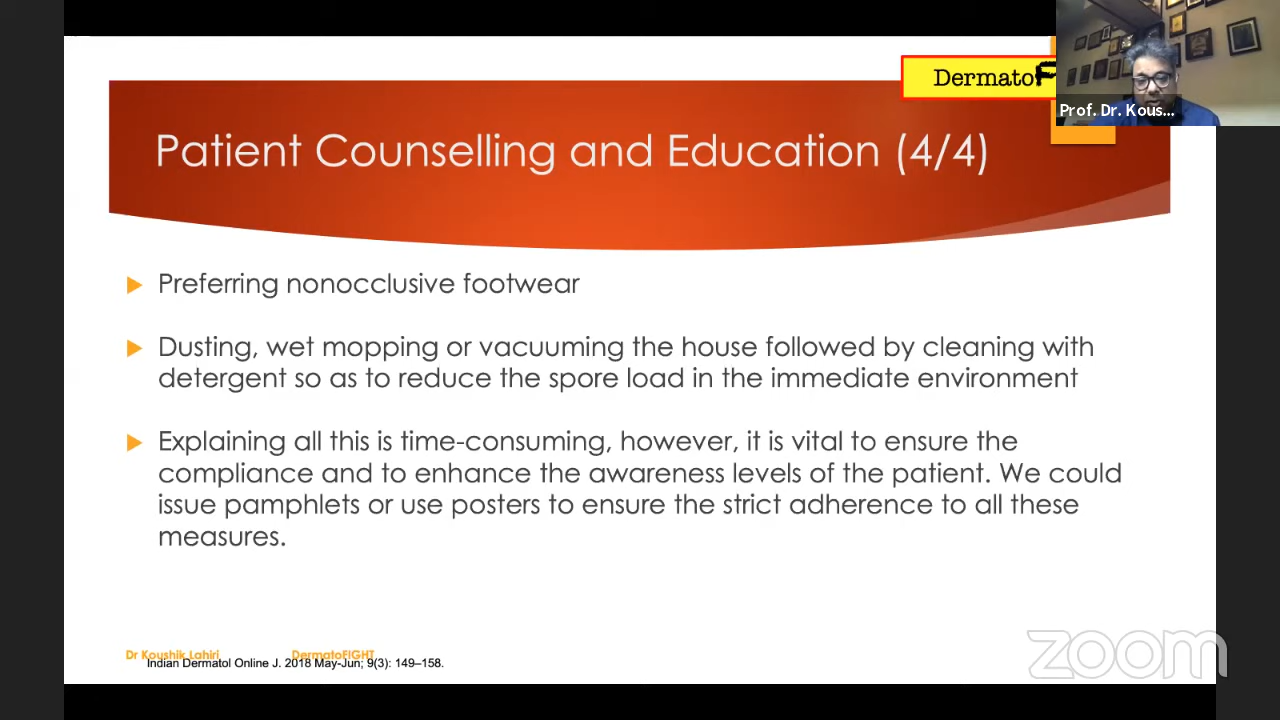 DermatoF
Prof. Dr. Kous...
Patient Counselling and Education (4/4)
Preferring nonocclusive footwear
Dusting, wet mopping or vacuuming the house followed by cleaning with
detergent so as to reduce the spore load in the immediate environment
Explaining all this is time-consuming, however, it is vital to ensure the
compliance and to enhance the awareness levels of the patient. We could
issue pamphlets or use posters to ensure the strict adherence to all these
measures.
Dr Koushik Lahiri DermatoFIGHT
Indian Dermatol Online J. 2018 May-Jun; 9(3): 149–158.
zoom